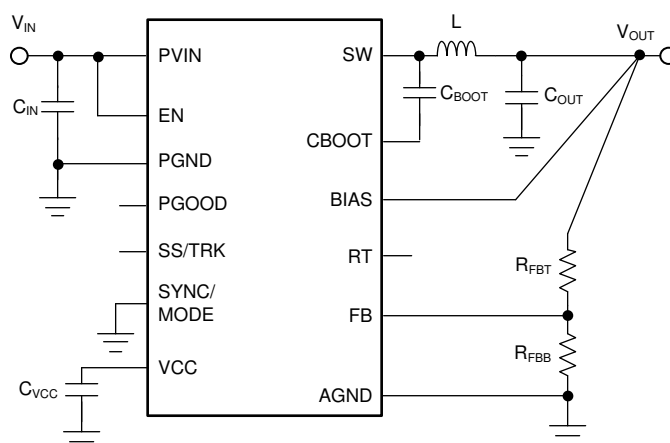 VIN
L
VOUT
PVIN
SW
CIN
CBOOT
COUT
EN
CBOOT
PGND
BIAS
PGOOD
SS/TRK
RT
RFBT
SYNC/
MODE
FB
RFBB
VCC
CVCC
AGND